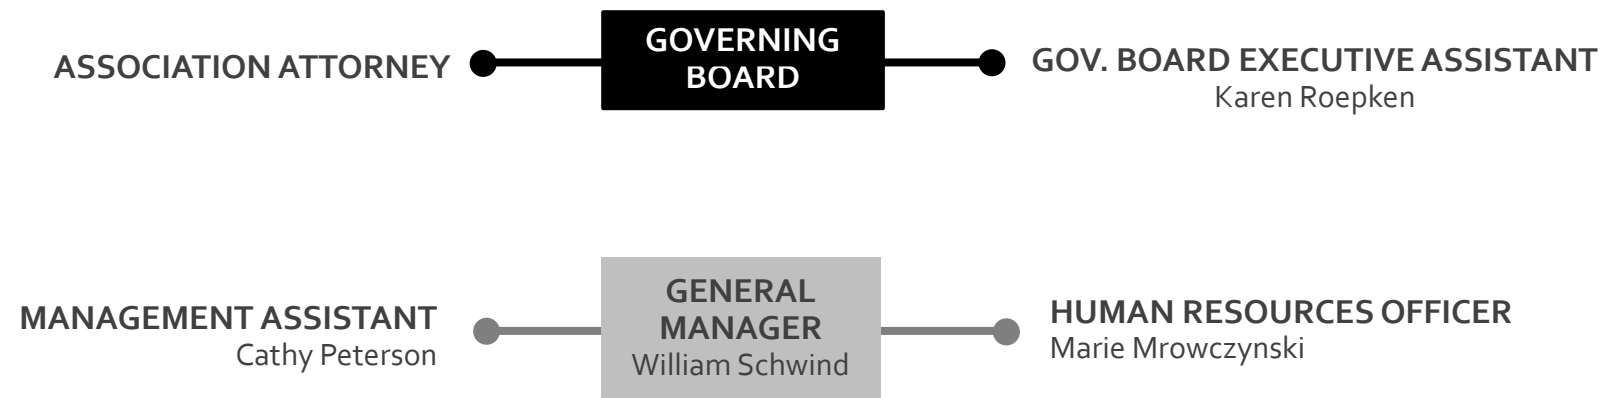 ASSOCIATION ATTORNEY
GOVERNING
BOARD
GOV. BOARD EXECUTIVE ASSISTANT
Karen Roepken
MANAGEMENT ASSISTANT
Cathy Peterson
GENERAL
MANAGER
William Schwind
HUMAN RESOURCES OFFICER
Marie Mrowczynski